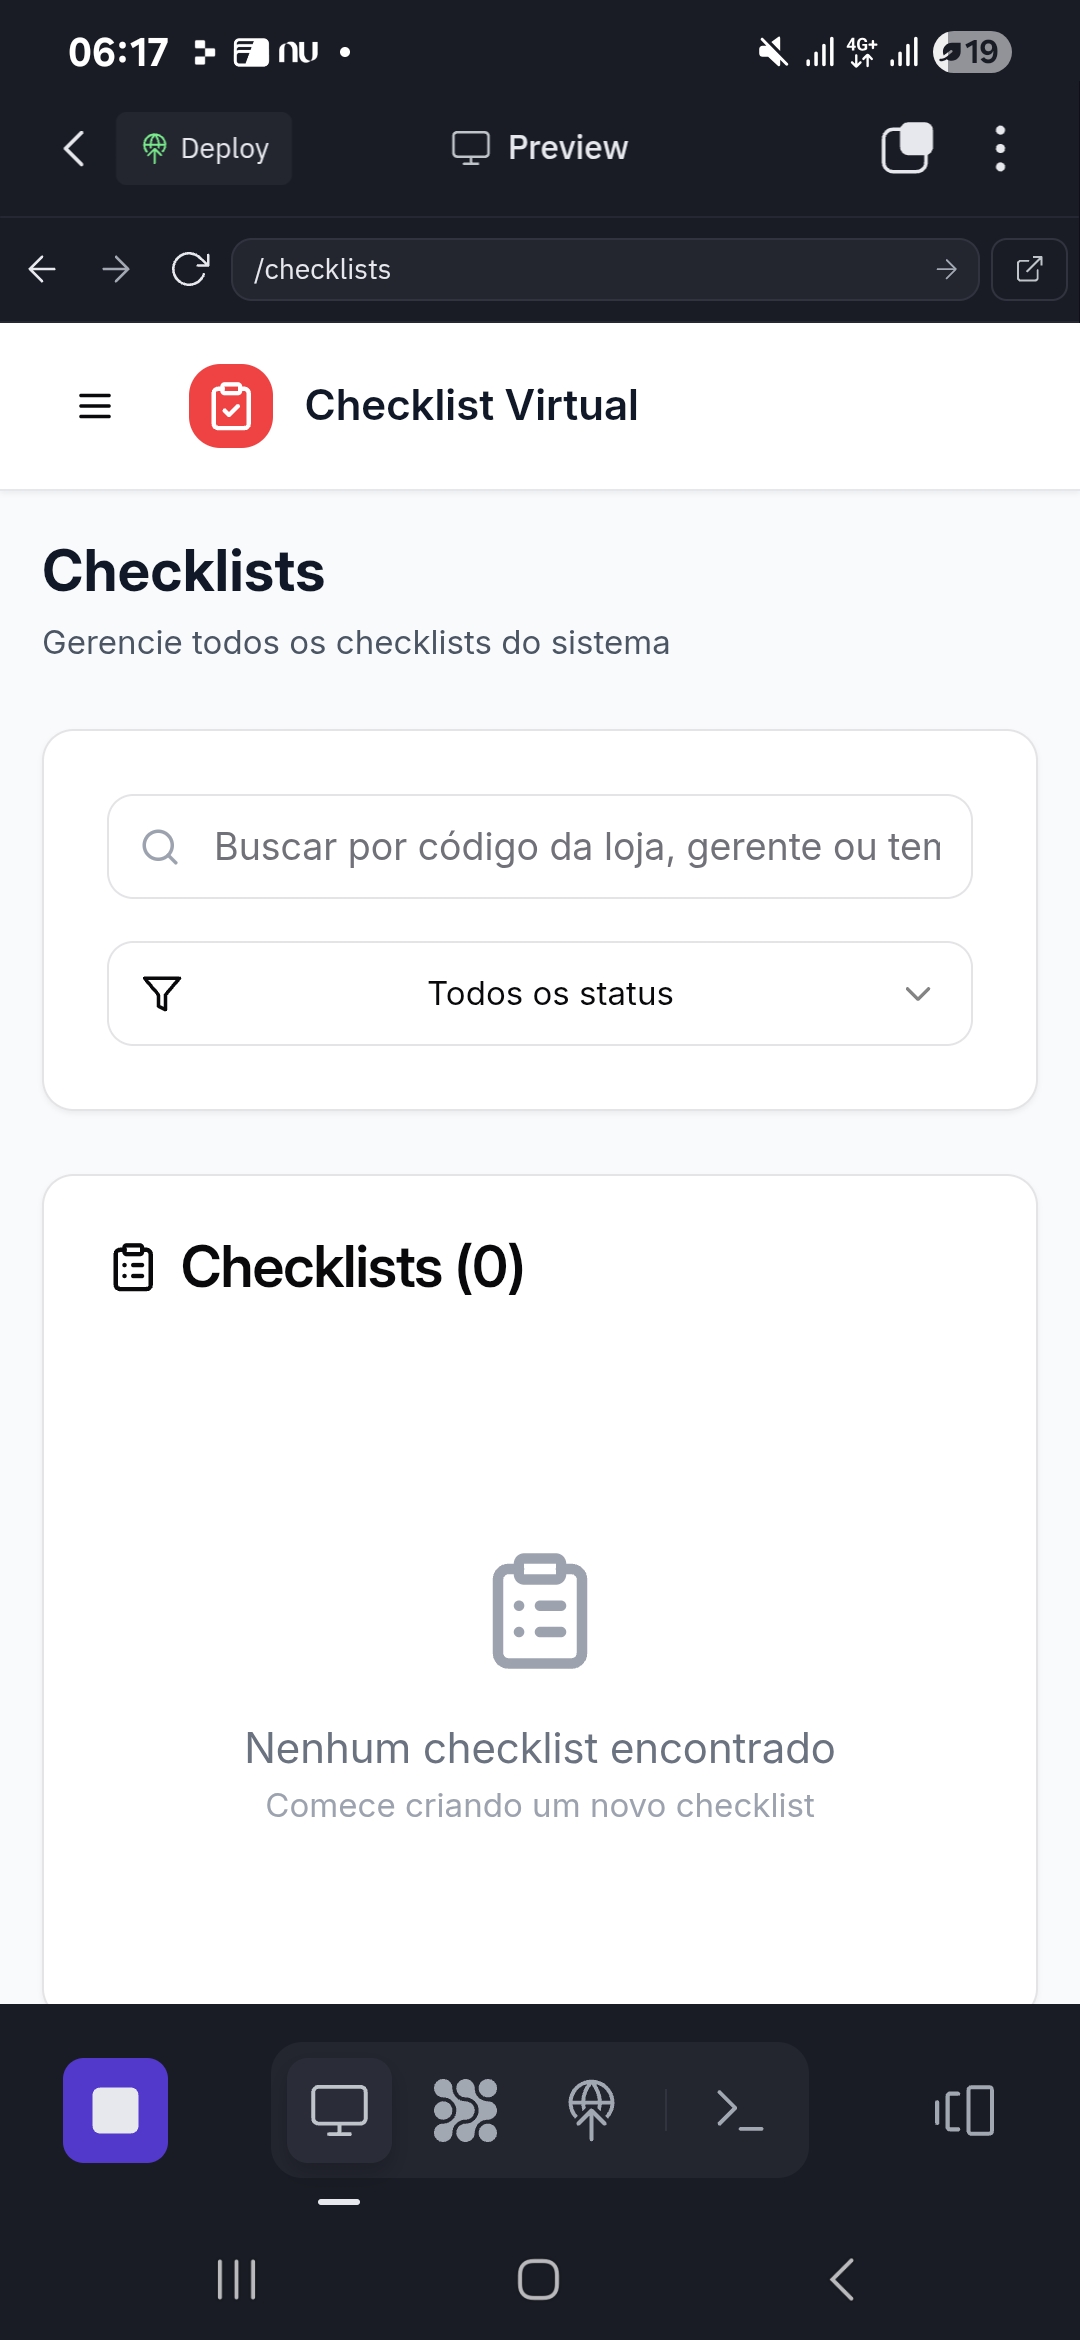 06:17
nu
4G+
19
Deploy
Preview
/checklists
Checklist Virtual
Checklists
Gerencie todos os checklists do sistema
Buscar por código da loja, gerente ou ten
Todos os status
Checklists (0)
Nenhum checklist encontrado
Comece criando um novo checklist